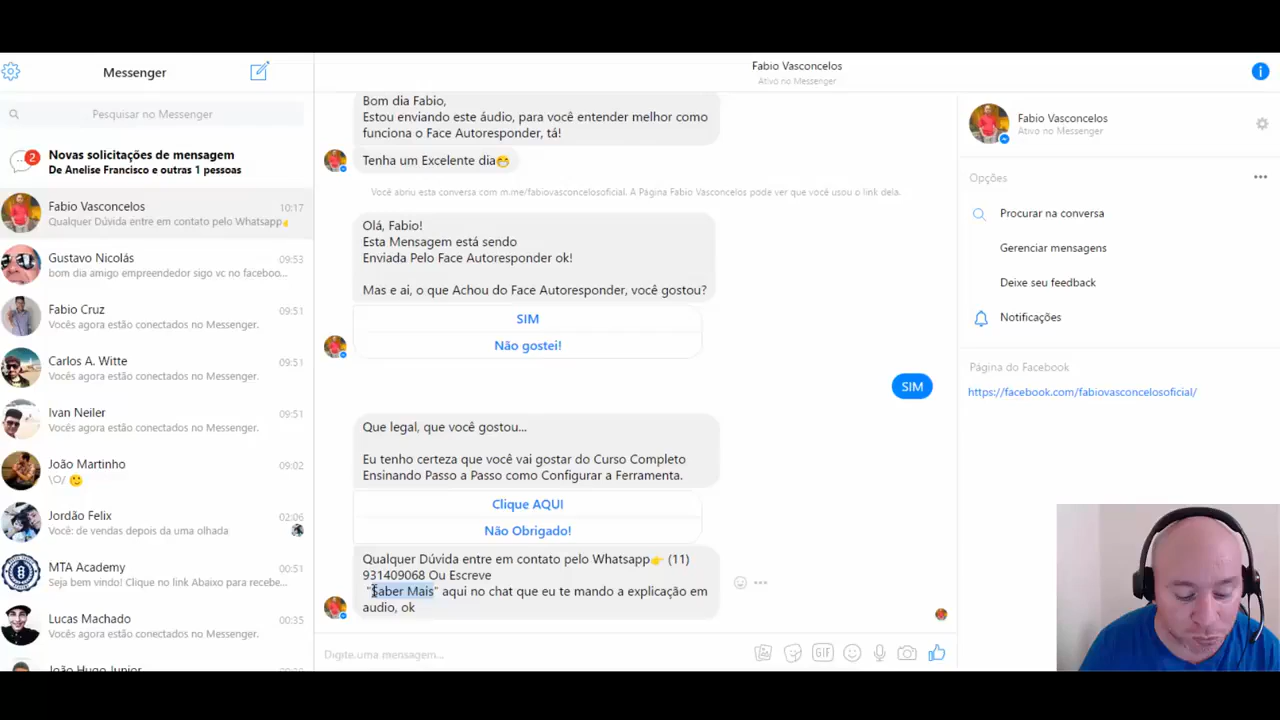 Messenger
Pesquisar no Messenger
2
Novas solicitações de mensagem
De Anelise Francisco e outras 1 persoas
Fabio Vasconcelos
10:17
Qualquer Dúvida entre em contato pelo Whatsapp👉
Gustavo Nicolás
09:53
bom dia amigo empreendedor sigo vc no faceboo...
Fabio Cruz
09:51
Vocês agora estão conectados no Messenger.
Carlos A. Witte
09:51
Vocês agora estão conectados no Messenger.
Ivan Neiler
09:51
Vocês agora estão conectados no Messenger.
João Martinho
09:02
\O/ 🙂
Jordão Felix
02:06
Você: de vendas depois da uma olhada
MTA Academy
00:36
Seja bem vindo! Clique no link Abaixo para recebe...
Lucas Machado
00:35
Vocês agora estão conectados no Messenger.
João Hugo Junior
Fabio Vasconcelos
Ativo no Messenger
Bom dia Fabio,
Estou enviando este áudio, para você entender melhor como
funciona o Face Autoresponder, tá!
Tenha um Excelente dia😁
Você abriu esta conversa com m.me/fabiovasconcelosoficial. A Página Fabio Vasconcelos pode ver que você usou o link dela.
Olá, Fabio!
Esta Mensagem está sendo
Enviada Pelo Face Autoresponder ok!
Mas e ai, o que Achou do Face Autoresponder, você gostou?
SIM
Não gostei!
SIM
Que legal, que você gostou...
Eu tenho certeza que você vai gostar do Curso Completo
Ensinando Passo a Passo como Configurar a Ferramenta.
Clique AQUI
Não Obrigado!
Qualquer Dúvida entre em contato pelo Whatsapp👉 (11)
931409068 Ou Escreve
"Saber Mais" aqui no chat que eu te mando a explicação em
audio, ok
Digite uma mensagem...
GIF
Fabio Vasconcelos
Ativo no Messenger
Opções
Procurar na conversa
Gerenciar mensagens
Deixe seu feedback
Notificações
Página do Facebook
https://facebook.com/fabiovasconcelosoficial/